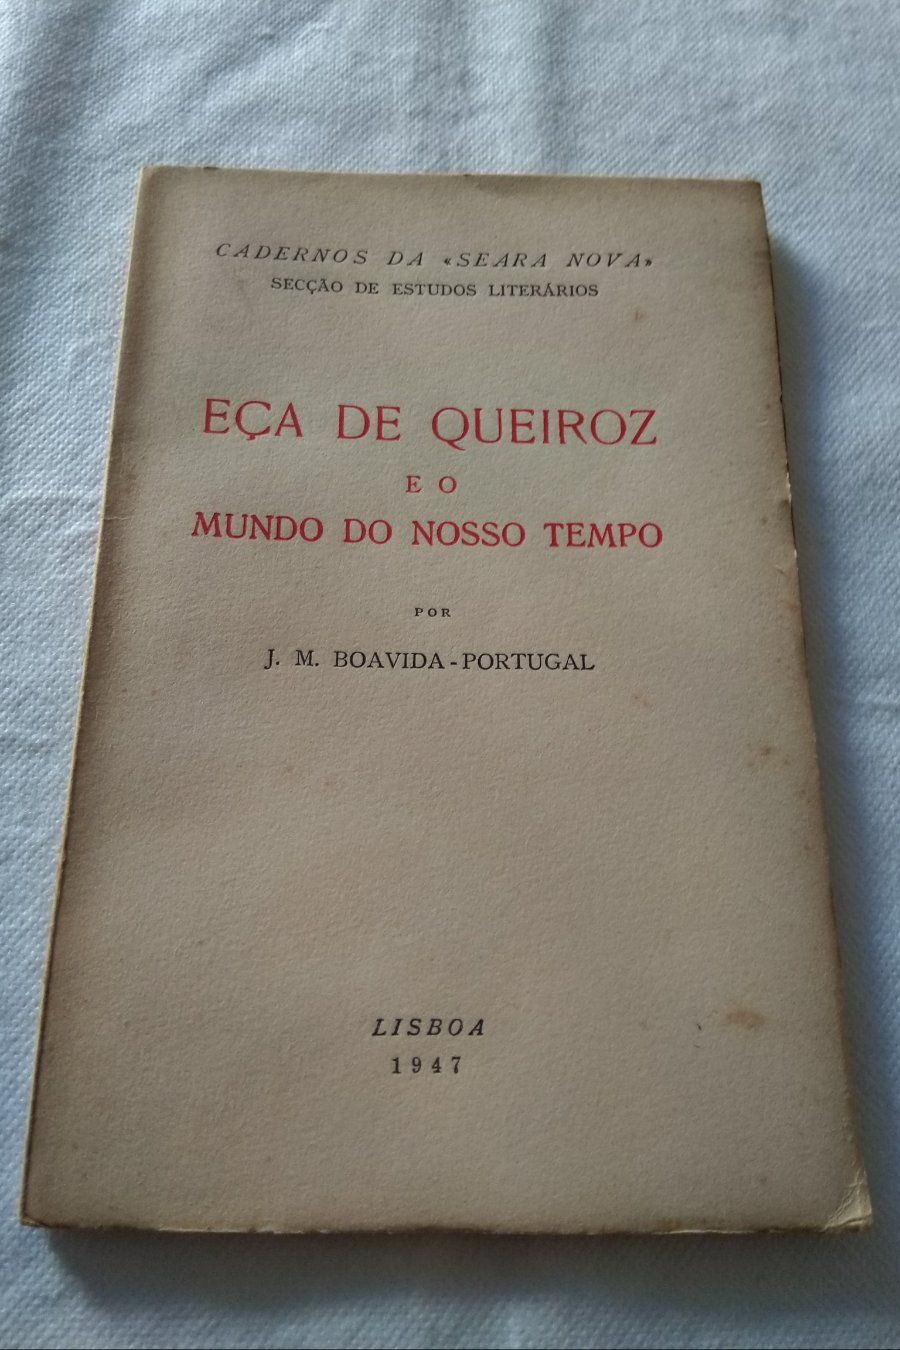 CADERNOS DA «SEARA NOVA»
SECÇÃO DE ESTUDOS LITERÁRIOS
EÇA DE QUEIROZ
E O
MUNDO DO NOSSO TEMPO
POR
J. M. BOAVIDA-PORTUGAL
LISBOA
1947